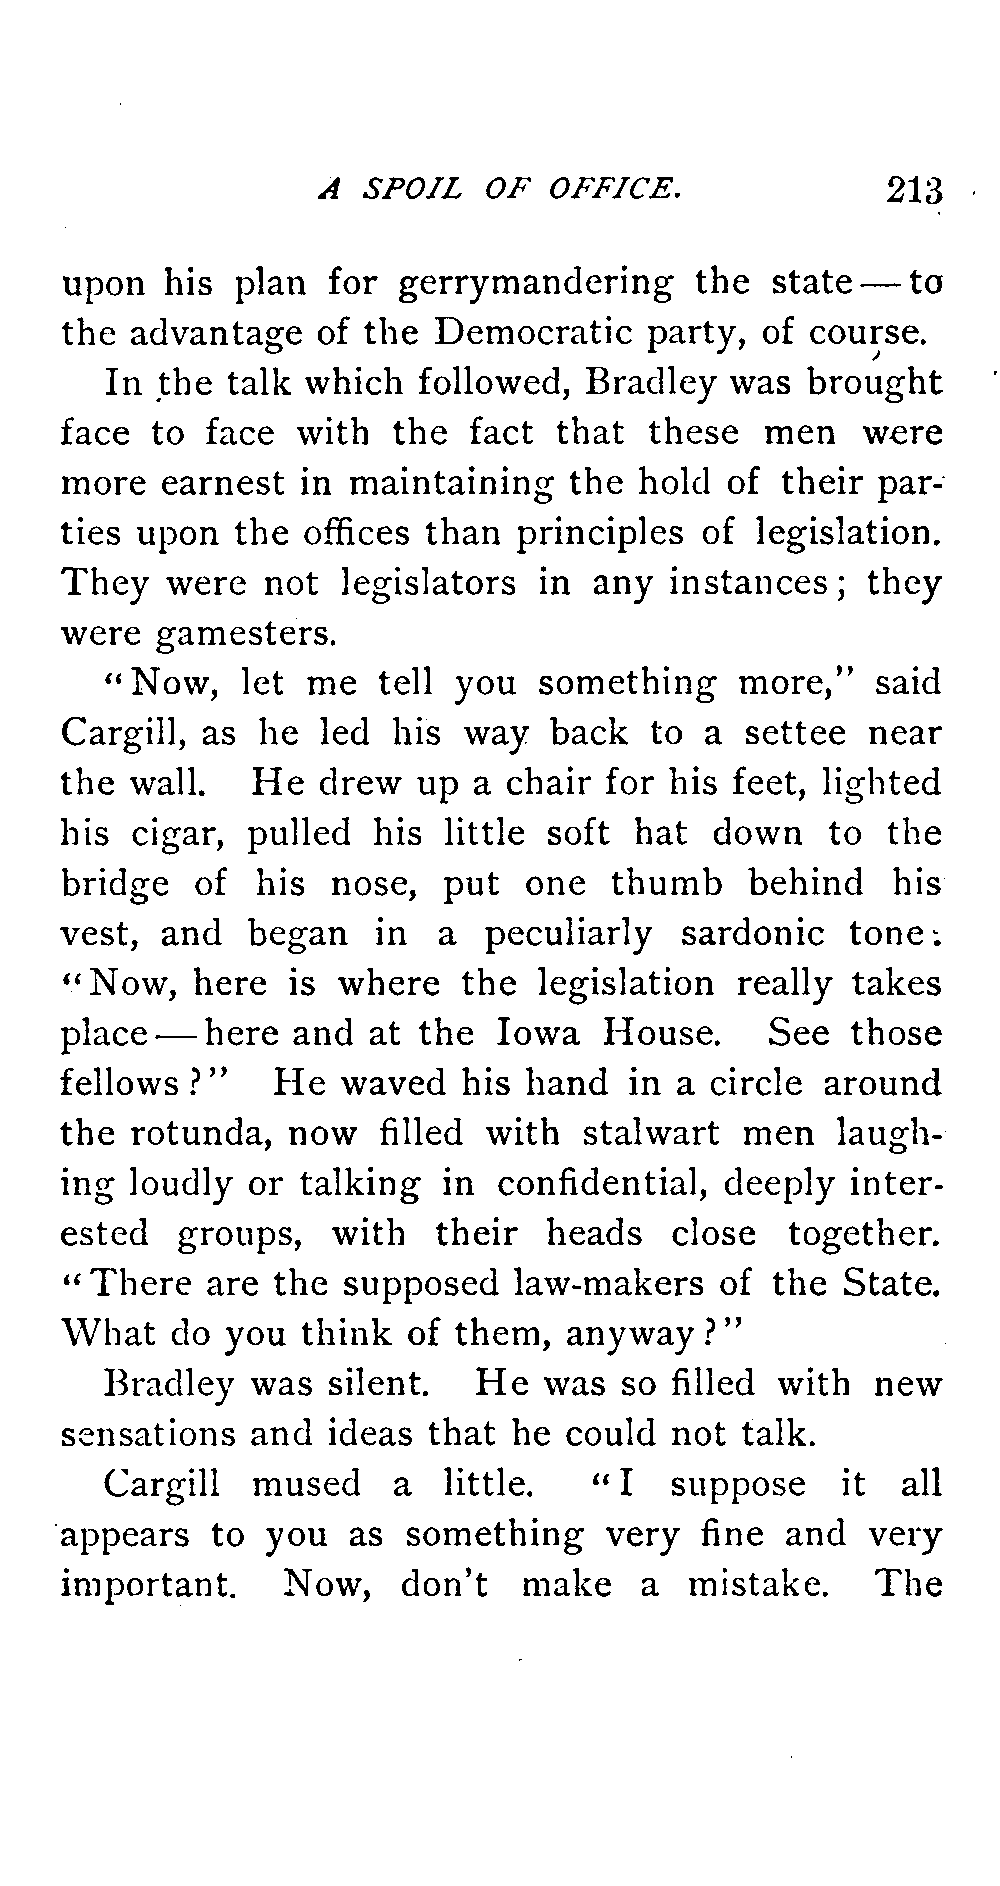 A SPOIL OF OFFICE. 213
upon his plan for gerrymandering the state—to
the advantage of the Democratic party, of course.
In the talk which followed, Bradley was brought
face to face with the fact that these men were
more earnest in maintaining the hold of their par-
ties upon the offices than principles of legislation.
They were not legislators in any instances; they
were gamesters.
"Now, let me tell you something more," said
Cargill, as he led his way back to a settee near
the wall. He drew up a chair for his feet, lighted
his cigar, pulled his little soft hat down to the
bridge of his nose, put one thumb behind his
vest, and began in a peculiarly sardonic tone:
"Now, here is where the legislation really takes
place—here and at the Iowa House. See those
fellows?" He waved his hand in a circle around
the rotunda, now filled with stalwart men laugh-
ing loudly or talking in confidential, deeply inter-
ested groups, with their heads close together.
"There are the supposed law-makers of the State.
What do you think of them, anyway?"
Bradley was silent. He was so filled with new
sensations and ideas that he could not talk.
Cargill mused a little. "I suppose it all
appears to you as something very fine and very
important. Now, don't make a mistake. The